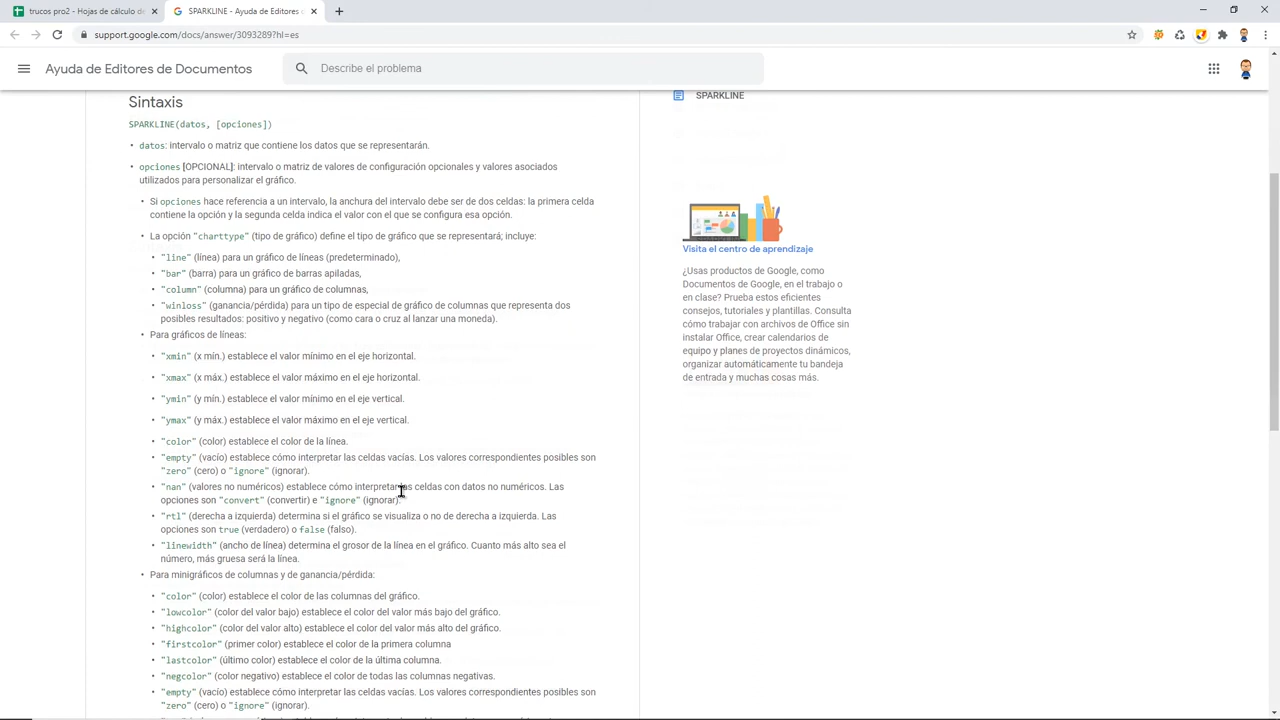 trucos pro2 - Hojas de cálculo de
SPARKLINE - Ayuda de Editores d
support.google.com/docs/answer/3093289?hl=es
Ayuda de Editores de Documentos
Describe el problema
Sintaxis
SPARKLINE
SPARKLINE(datos, [opciones])
• datos: intervalo o matriz que contiene los datos que se representarán.
• opciones [OPCIONAL]: intervalo o matriz de valores de configuración opcionales y valores asociados
utilizados para personalizar el gráfico.
• Si opciones hace referencia a un intervalo, la anchura del intervalo debe ser de dos celdas: la primera celda
contiene la opción y la segunda celda indica el valor con el que se configura esa opción.
• La opción "charttype" (tipo de gráfico) define el tipo de gráfico que se representará; incluye:
• "line" (línea) para un gráfico de líneas (predeterminado),
• "bar" (barra) para un gráfico de barras apiladas,
• "column" (columna) para un gráfico de columnas,
• "winloss" (ganancia/pérdida) para un tipo de especial de gráfico de columnas que representa dos
posibles resultados: positivo y negativo (como cara o cruz al lanzar una moneda).
• Para gráficos de líneas:
• "xmin" (x mín.) establece el valor mínimo en el eje horizontal.
• "xmax" (x máx.) establece el valor máximo en el eje horizontal.
• "ymin" (y mín.) establece el valor mínimo en el eje vertical.
• "ymax" (y máx.) establece el valor máximo en el eje vertical.
• "color" (color) establece el color de la línea.
• "empty" (vacío) establece cómo interpretar las celdas vacías. Los valores correspondientes posibles son
"zero" (cero) o "ignore" (ignorar).
• "nan" (valores no numéricos) establece cómo interpretar las celdas con datos no numéricos. Las
opciones son "convert" (convertir) e "ignore" (ignorar).
• "rtl" (derecha a izquierda) determina si el gráfico se visualiza o no de derecha a izquierda. Las
opciones son true (verdadero) o false (falso).
• "linewidth" (ancho de línea) determina el grosor de la línea en el gráfico. Cuanto más alto sea el
número, más gruesa será la línea.
• Para minigráficos de columnas y de ganancia/pérdida:
• "color" (color) establece el color de las columnas del gráfico.
• "lowcolor" (color del valor bajo) establece el color del valor más bajo del gráfico.
• "highcolor" (color del valor alto) establece el color del valor más alto del gráfico.
• "firstcolor" (primer color) establece el color de la primera columna
• "lastcolor" (último color) establece el color de la última columna.
• "negcolor" (color negativo) establece el color de todas las columnas negativas.
• "empty" (vacío) establece cómo interpretar las celdas vacías. Los valores correspondientes posibles son
"zero" (cero) o "ignore" (ignorar).
Visita el centro de aprendizaje
¿Usas productos de Google, como
Documentos de Google, en el trabajo o
en clase? Prueba estos eficientes
consejos, tutoriales y plantillas. Consulta
cómo trabajar con archivos de Office sin
instalar Office, crear calendarios de
equipo y planes de proyectos dinámicos,
organizar automáticamente tu bandeja
de entrada y muchas cosas más.